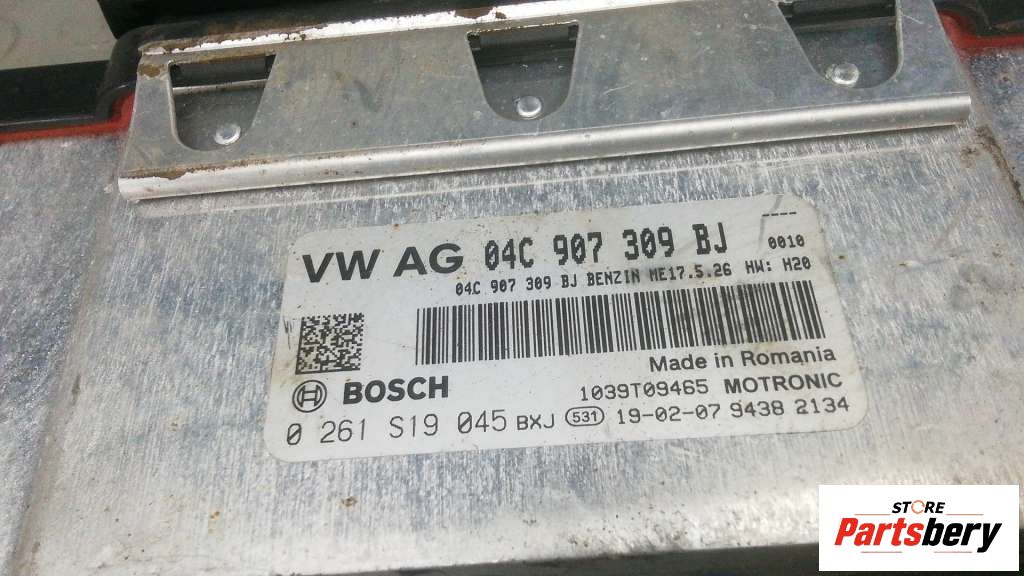 ----
VW AG 04C 907 309 BJ 0010
04C 907 309 BJ BENZIN ME17.5.26 HW: H20
Made in Romania
BOSCH 1039T09465 MOTRONIC
0 261 S19 045 BXJ 531 19-02-07 9438 2134
STORE
Partsbery